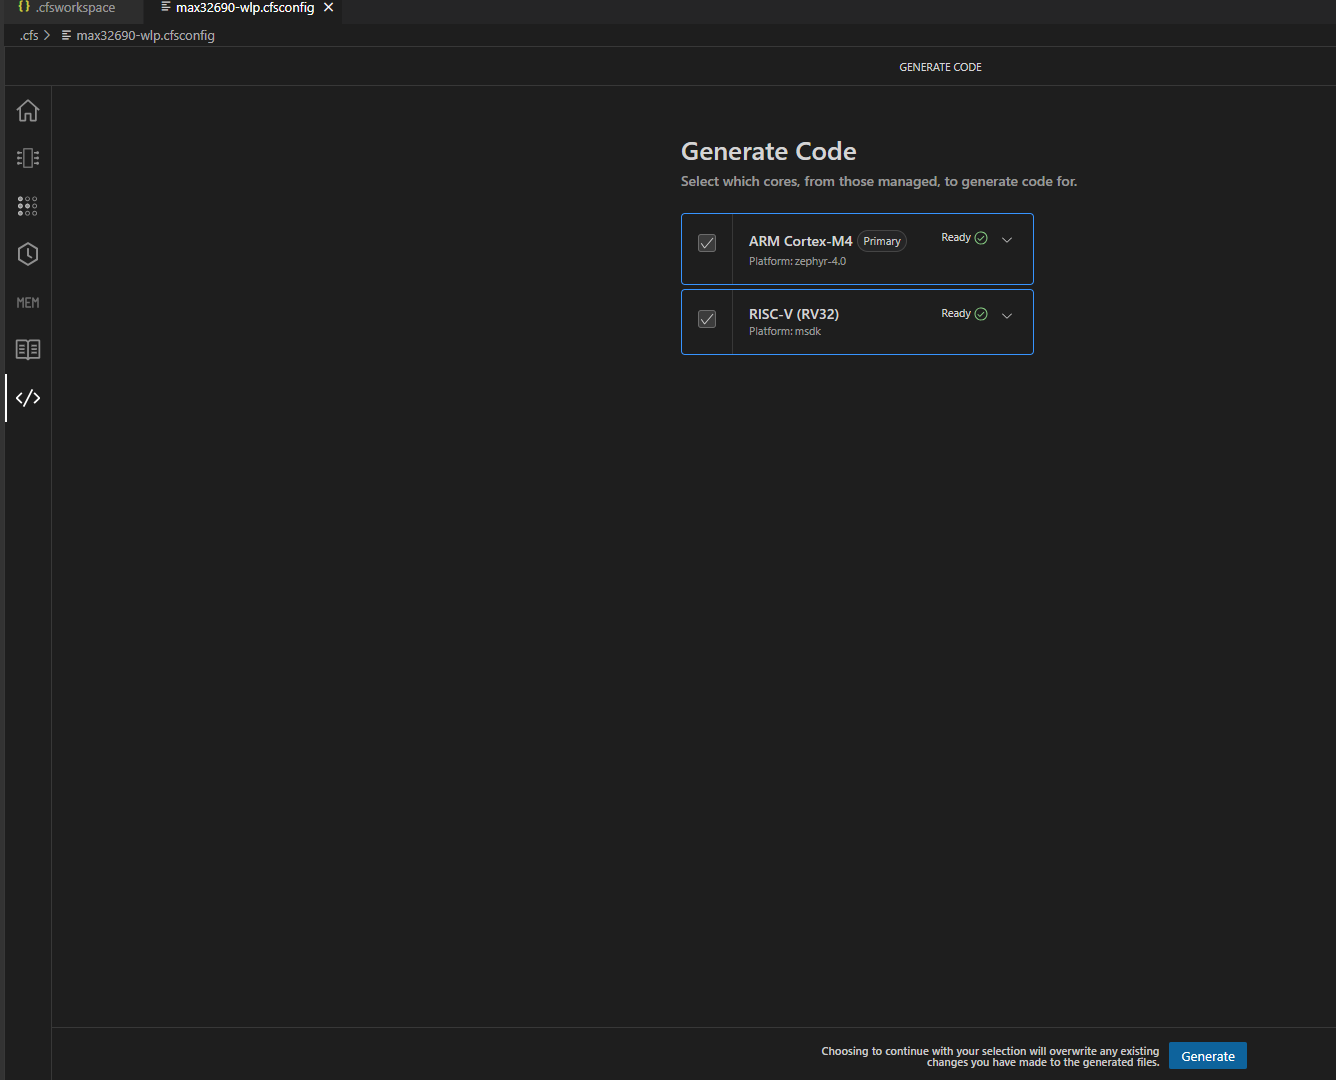 {} .cfsworkspace
max32690-wlp.cfsconfig
.cfs > max32690-wlp.cfsconfig
GENERATE CODE
Generate Code
Select which cores, from those managed, to generate code for.
ARM Cortex-M4 Primary Ready
Platform: zephyr-4.0
RISC-V (RV32) Ready
Platform: msdk
MEM
Choosing to continue with your selection will overwrite any existing
changes you have made to the generated files.
Generate